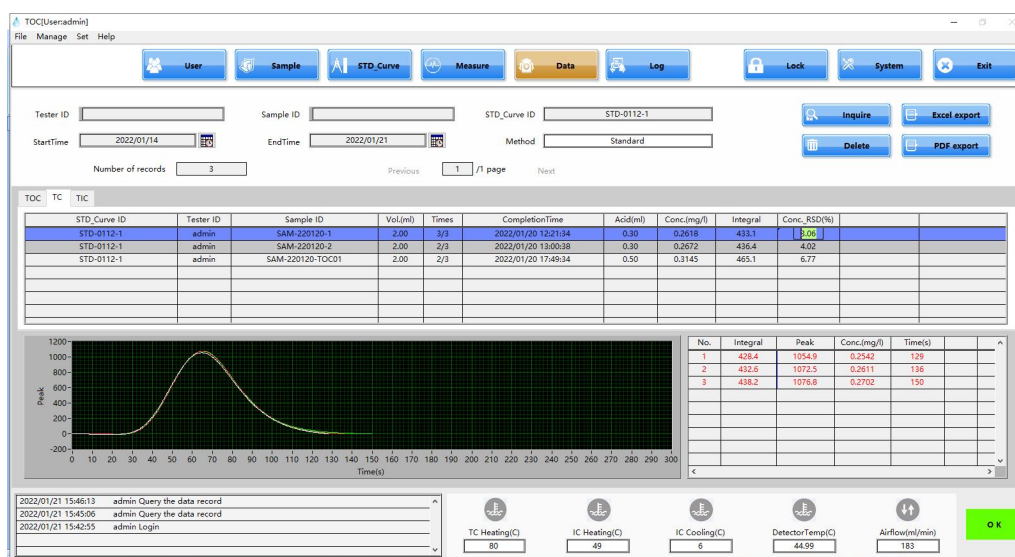 TOC[User:admin]
File Manage Set Help
User Sample STD_Curve Measure Data Log Lock System Exit
Tester ID Sample ID STD_Curve ID STD-0112-1 Inquire Excel export
StartTime 2022/01/14 EndTime 2022/01/21 Method Standard Delete PDF export
Number of records 3 Previous 1 /1 page Next
TOC TC TIC
STD_Curve ID Tester ID Sample ID Vol.(ml) Times CompletionTime Acid(ml) Conc.(mg/l) Integral Conc._RSD(%)
STD-0112-1 admin SAM-220120-1 2.00 3/3 2022/01/20 12:21:34 0.30 0.2618 433.1 3.06
STD-0112-1 admin SAM-220120-2 2.00 2/3 2022/01/20 13:00:38 0.30 0.2672 436.4 4.02
STD-0112-1 admin SAM-220120-TOC01 2.00 2/3 2022/01/20 17:49:34 0.50 0.3145 465.1 6.77
Peak
1200
1000
800
600
400
200
0
-200
0 10 20 30 40 50 60 70 80 90 100 110 120 130 140 150 160 170 180 190 200 210 220 230 240 250 260 270 280 290 300
Time(s)
No. Integral Peak Conc.(mg/l) Time(s)
1 428.4 1054.9 0.2542 129
2 432.6 1072.5 0.2611 136
3 438.2 1076.8 0.2702 150
2022/01/21 15:46:13 admin Query the data record
2022/01/21 15:45:06 admin Query the data record
2022/01/21 15:42:55 admin Login
TC Heating(C) IC Heating(C) IC Cooling(C) DetectorTemp(C) Airflow(ml/min)
80 49 6 44.99 183
OK